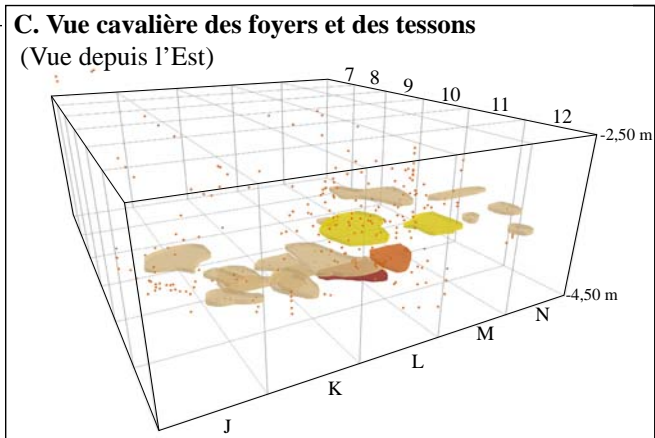 C. Vue cavalière des foyers et des tessons
(Vue depuis l'Est)
7 8 9 10 11 12
-2,50 m
-4,50 m
J K L M N